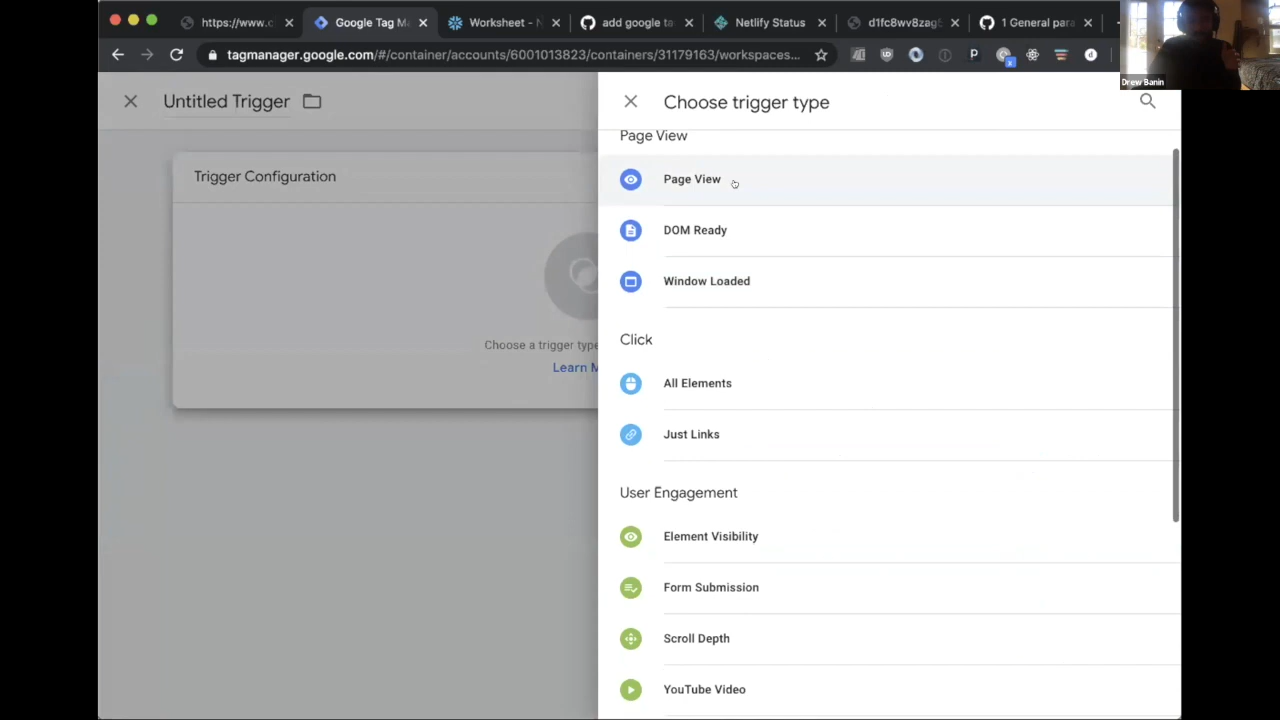 https://www.c
Google Tag Ma
Worksheet - N
add google ta
Netlify Status
d1fc8wv8zag5
1 General para
tagmanager.google.com/#/container/accounts/6001013823/containers/31179163/workspaces...
Drew Banin
Untitled Trigger
Choose trigger type
Trigger Configuration
Choose a trigger type
Learn M
Page View
Page View
DOM Ready
Window Loaded
Click
All Elements
Just Links
User Engagement
Element Visibility
Form Submission
Scroll Depth
YouTube Video